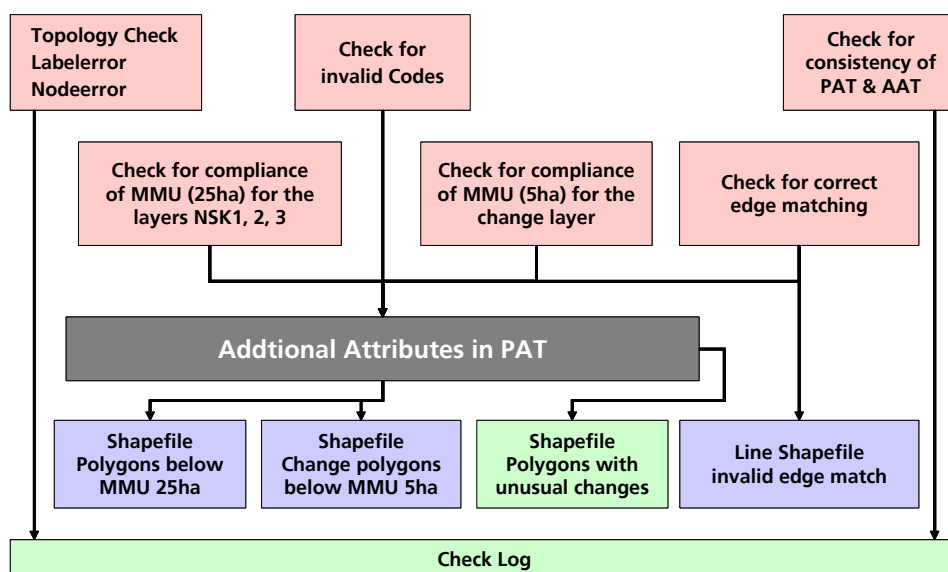 Topology Check
Labelerror
Nodeerror
Check for
invalid Codes
Check for
consistency of
PAT & AAT
Check for compliance
of MMU (25ha) for the
layers NSK1, 2, 3
Check for compliance
of MMU (5ha) for the
change layer
Check for correct
edge matching
Addtional Attributes in PAT
Shapefile
Polygons below
MMU 25ha
Shapefile
Change polygons
below MMU 5ha
Shapefile
Polygons with
unusual changes
Line Shapefile
invalid edge match
Check Log